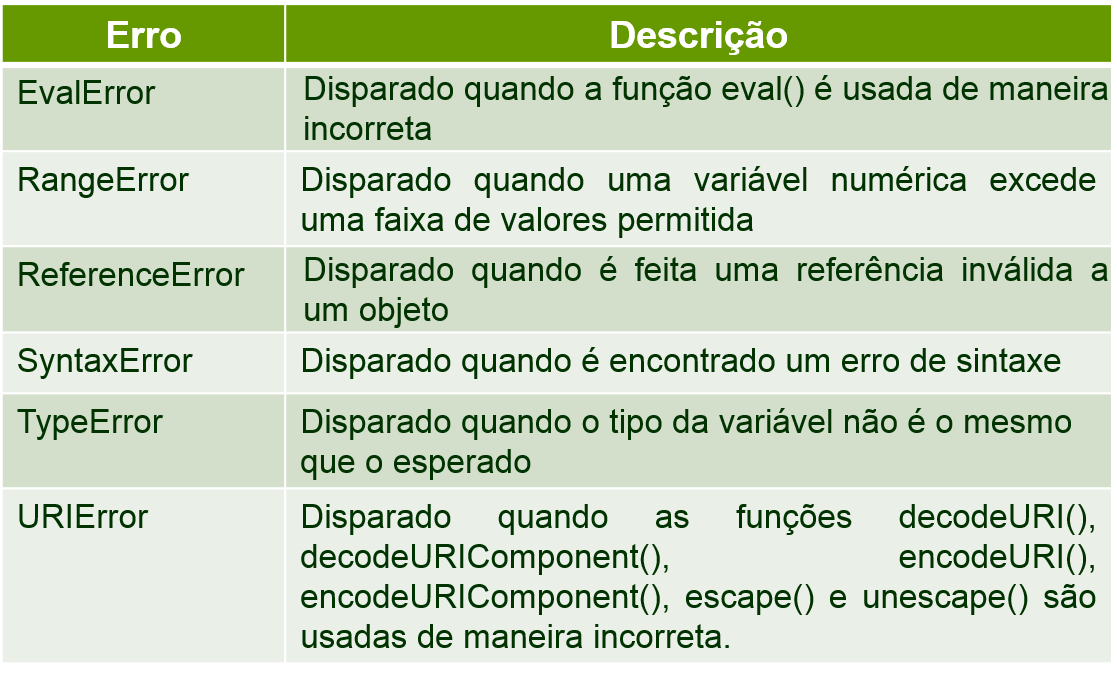 Erro
Descrição
EvalError
Disparado quando a função eval() é usada de maneira
incorreta
RangeError
Disparado quando uma variável numérica excede
uma faixa de valores permitida
ReferenceError
Disparado quando é feita uma referência inválida a
um objeto
SyntaxError
Disparado quando é encontrado um erro de sintaxe
TypeError
Disparado quando o tipo da variável não é o mesmo
que o esperado
URIError
Disparado quando as funções decodeURI(),
decodeURIComponent(), encodeURI(),
encodeURIComponent(), escape() e unescape() são
usadas de maneira incorreta.